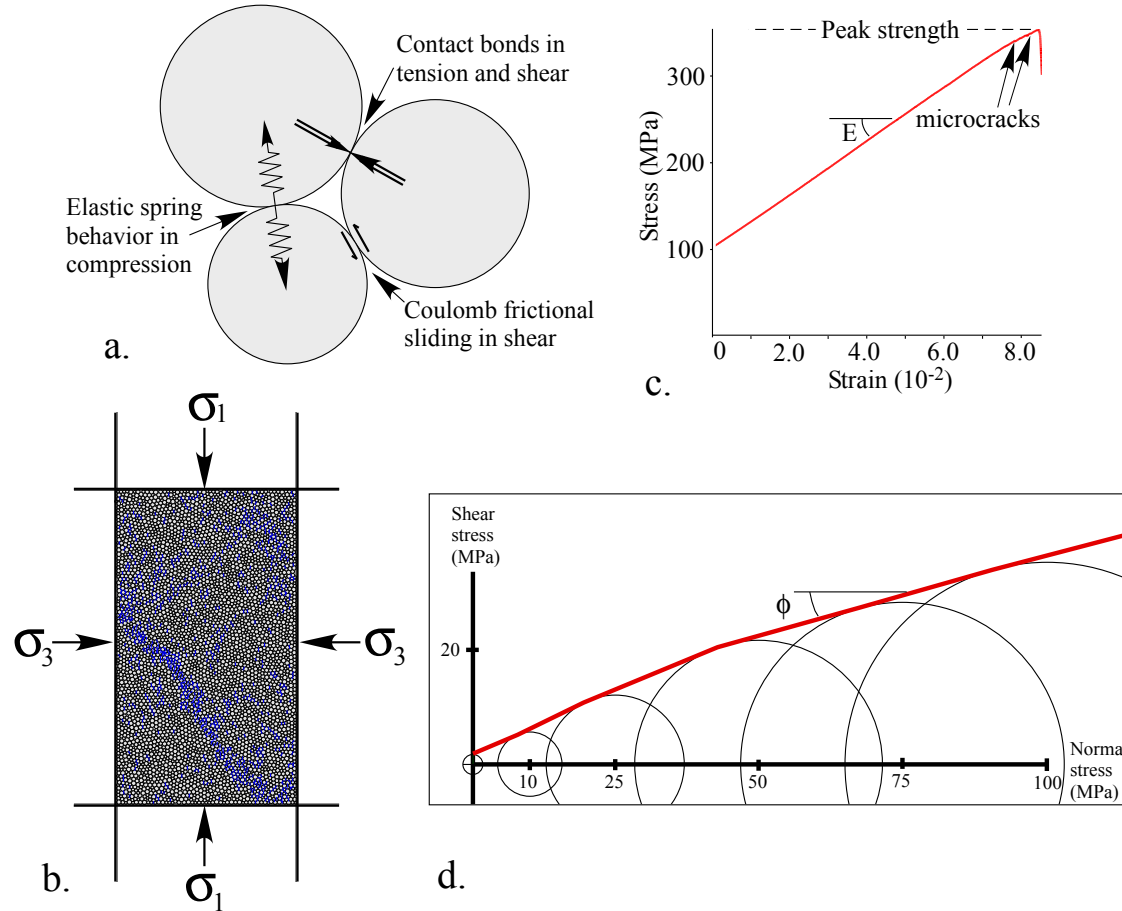 Contact bonds in
tension and shear
Elastic spring
behavior in
compression
Coulomb frictional
sliding in shear
a.
Peak strength
300
200
100
Stress (MPa)
E
microcracks
0
2.0
4.0
6.0
8.0
Strain (10-2)
c.
σ1
σ3
σ3
σ1
b.
Shear
stress
(MPa)
20
ϕ
10
25
50
75
100
Norma
stress
(MPa)
d.